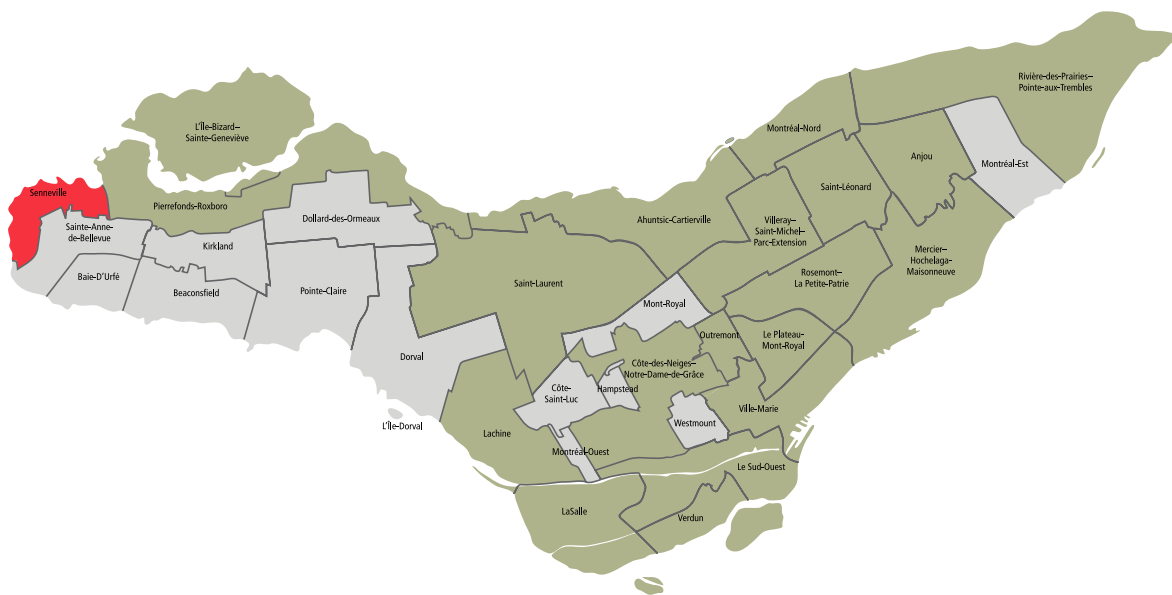 Rivière-des-Prairies–
Pointe-aux-Trembles
L'Île-Bizard–
Sainte-Geneviève
Montréal-Nord
Anjou
Montréal-Est
Saint-Léonard
Senneville
Pierrefonds-Roxboro
Dollard-des-Ormeaux
Ahuntsic-Cartierville
Villeray–
Saint-Michel–
Parc-Extension
Sainte-Anne-
de-Bellevue
Kirkland
Mercier–
Hochelaga-
Maisonneuve
Baie-D'Urfé
Beaconsfield
Pointe-Claire
Saint-Laurent
Rosemont–
La Petite-Patrie
Mont-Royal
Outremont
Le Plateau-
Mont-Royal
Dorval
Côte-des-Neiges–
Notre-Dame-de-Grâce
Côte-
Saint-Luc
Hampstead
Ville-Marie
L'Île-Dorval
Lachine
Westmount
Montréal-Ouest
Le Sud-Ouest
LaSalle
Verdun